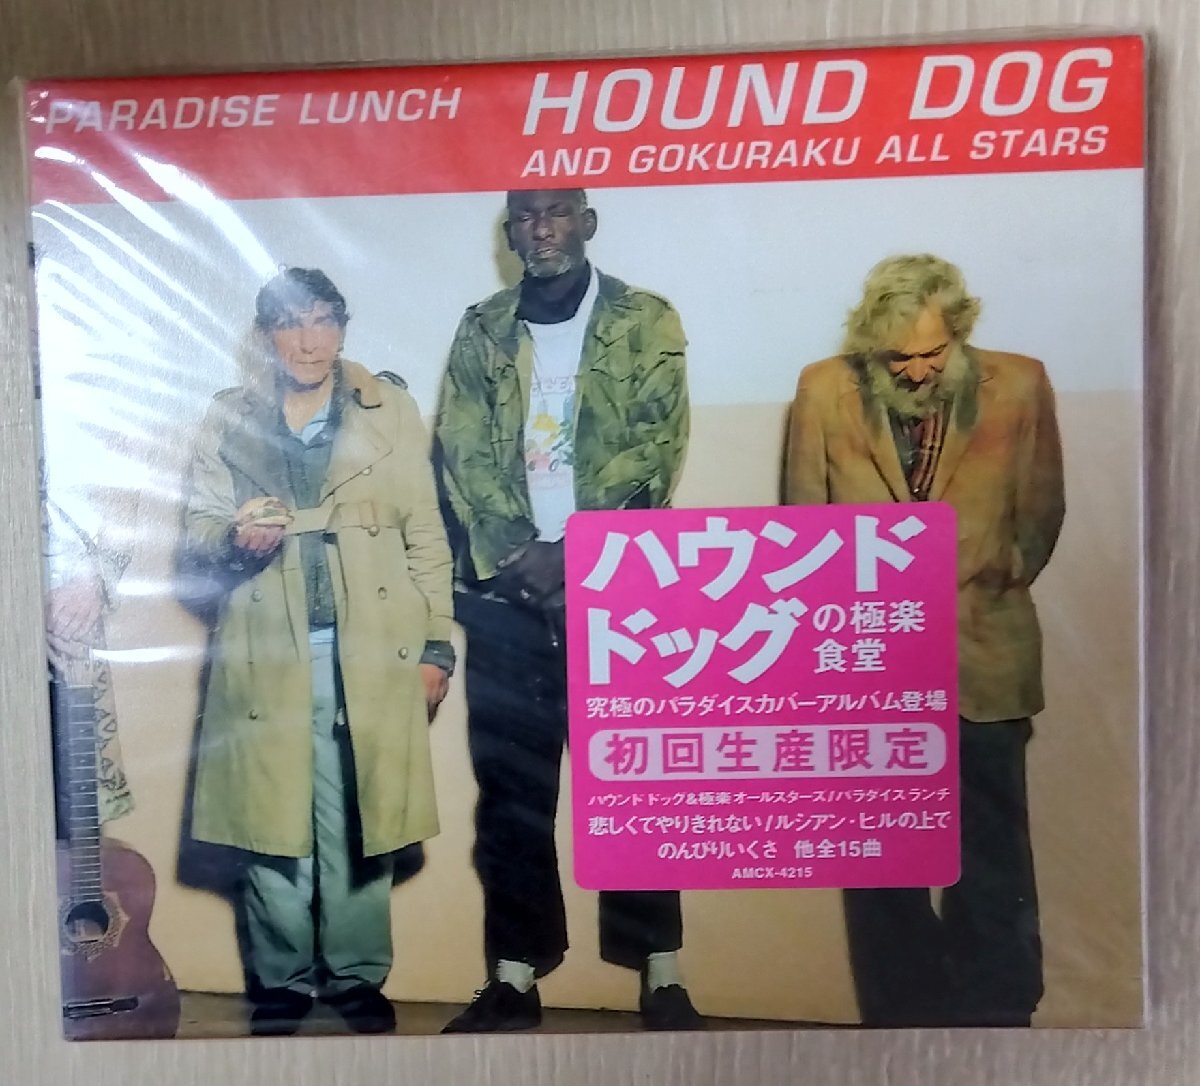 PARADISE LUNCH
HOUND DOG
AND GOKURAKU ALL STARS
ハウンド
ドッグの極楽
食堂
究極のパラダイスカバーアルバム登場
初回生産限定
ハウンド ドッグ&極楽オールスターズ/パラダイス ランチ
悲しくてやりきれない/ルシアン・ヒルの上で
のんびりいくさ 他全15曲
AMCX-4215